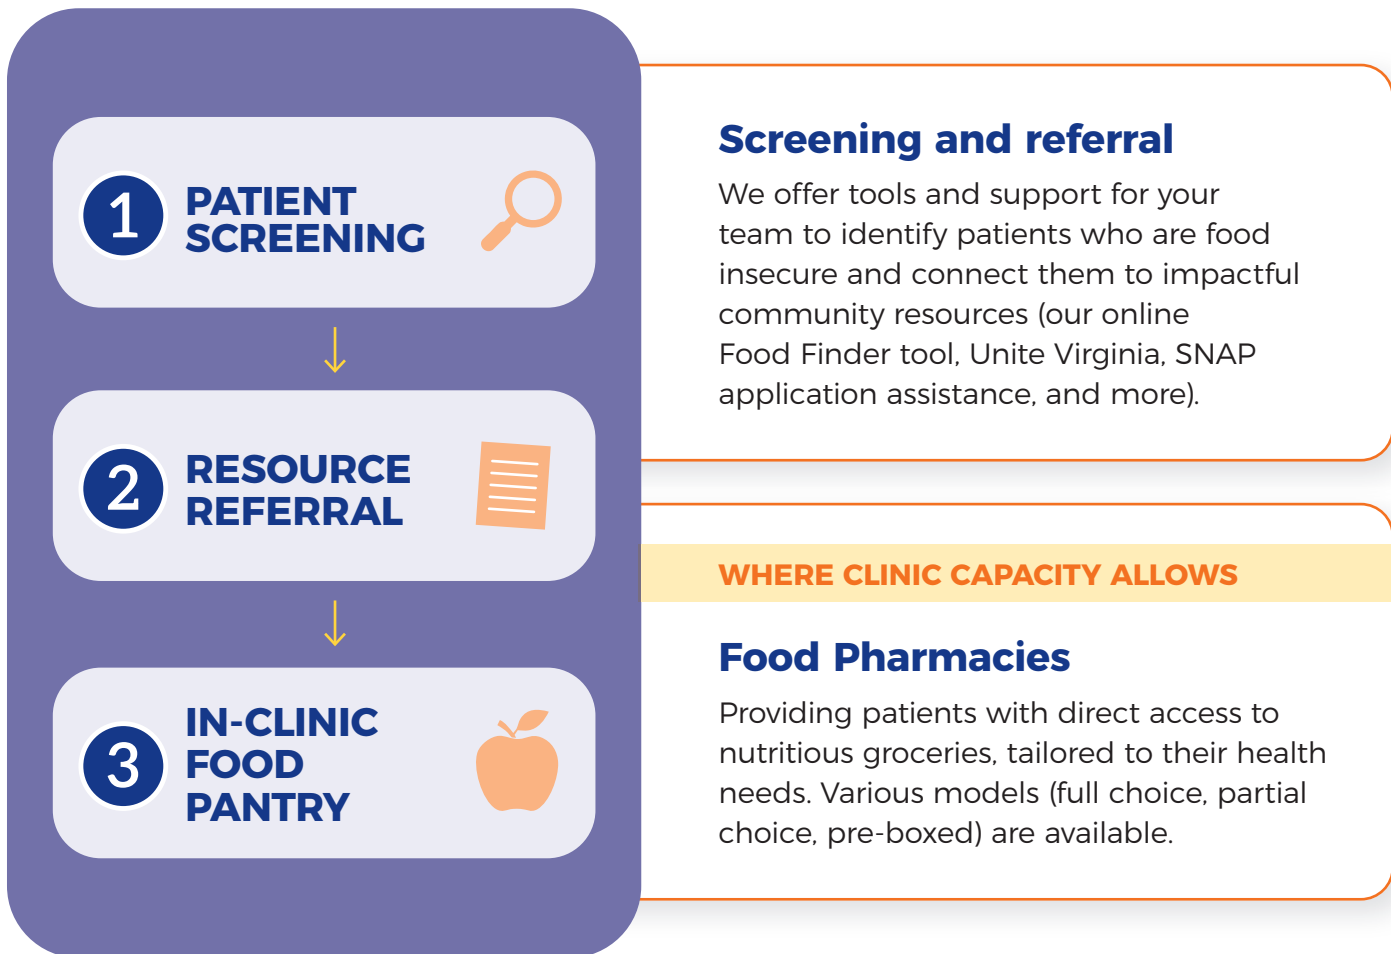 1
PATIENT
SCREENING
2
RESOURCE
REFERRAL
3
IN-CLINIC
FOOD
PANTRY
Screening and referral
We offer tools and support for your
team to identify patients who are food
insecure and connect them to impactful
community resources (our online
Food Finder tool, Unite Virginia, SNAP
application assistance, and more).
WHERE CLINIC CAPACITY ALLOWS
Food Pharmacies
Providing patients with direct access to
nutritious groceries, tailored to their health
needs. Various models (full choice, partial
choice, pre-boxed) are available.